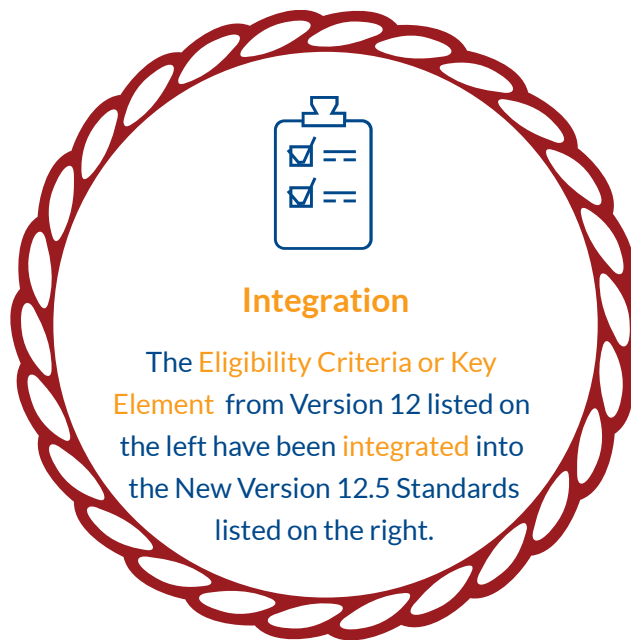 Integration
The Eligibility Criteria or Key
Element from Version 12 listed on
the left have been integrated into
the New Version 12.5 Standards
listed on the right.